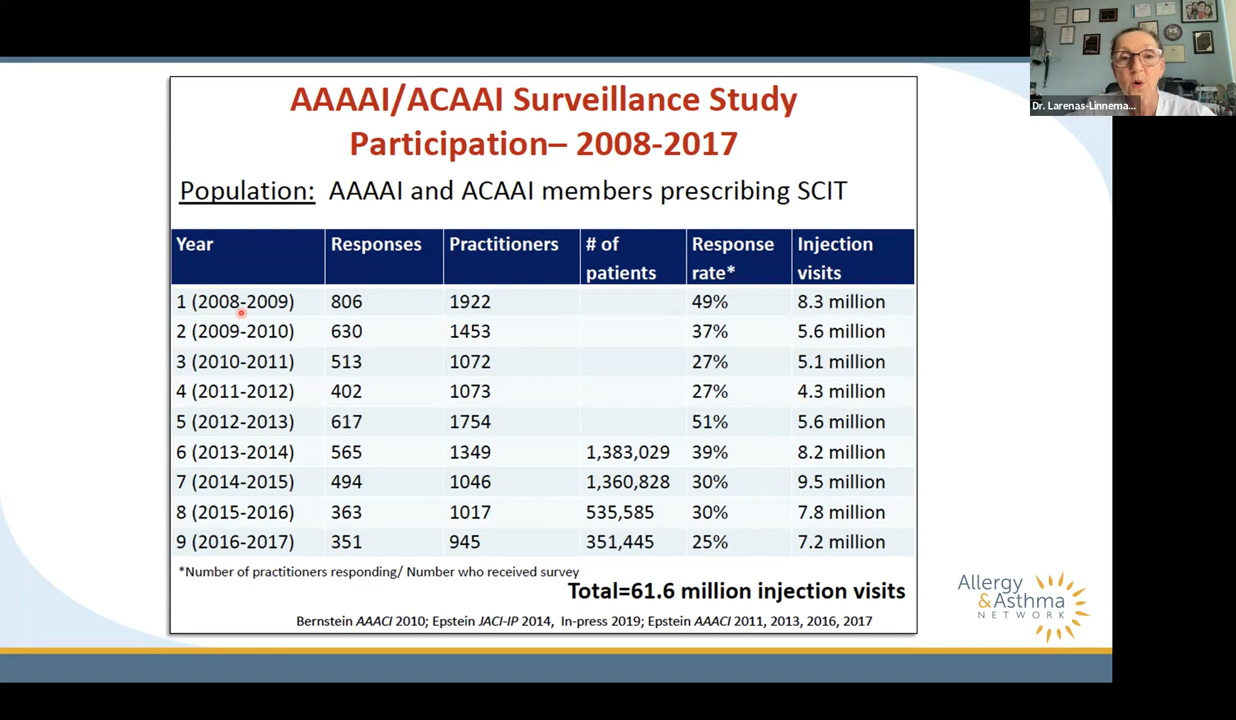 AAAAI/ACAAI Surveillance Study
Participation– 2008-2017
Population: AAAAI and ACAAI members prescribing SCIT
Year Responses Practitioners # of patients Response rate* Injection visits
1 (2008-2009) 806 1922 49% 8.3 million
2 (2009-2010) 630 1453 37% 5.6 million
3 (2010-2011) 513 1072 27% 5.1 million
4 (2011-2012) 402 1073 27% 4.3 million
5 (2012-2013) 617 1754 51% 5.6 million
6 (2013-2014) 565 1349 1,383,029 39% 8.2 million
7 (2014-2015) 494 1046 1,360,828 30% 9.5 million
8 (2015-2016) 363 1017 535,585 30% 7.8 million
9 (2016-2017) 351 945 351,445 25% 7.2 million
*Number of practitioners responding/ Number who received survey
Total=61.6 million injection visits
Bernstein AAACI 2010; Epstein JACI-IP 2014, In-press 2019; Epstein AAACI 2011, 2013, 2016, 2017
Allergy
&Asthma
NETWORK
Dr. Larenas-Linnema...